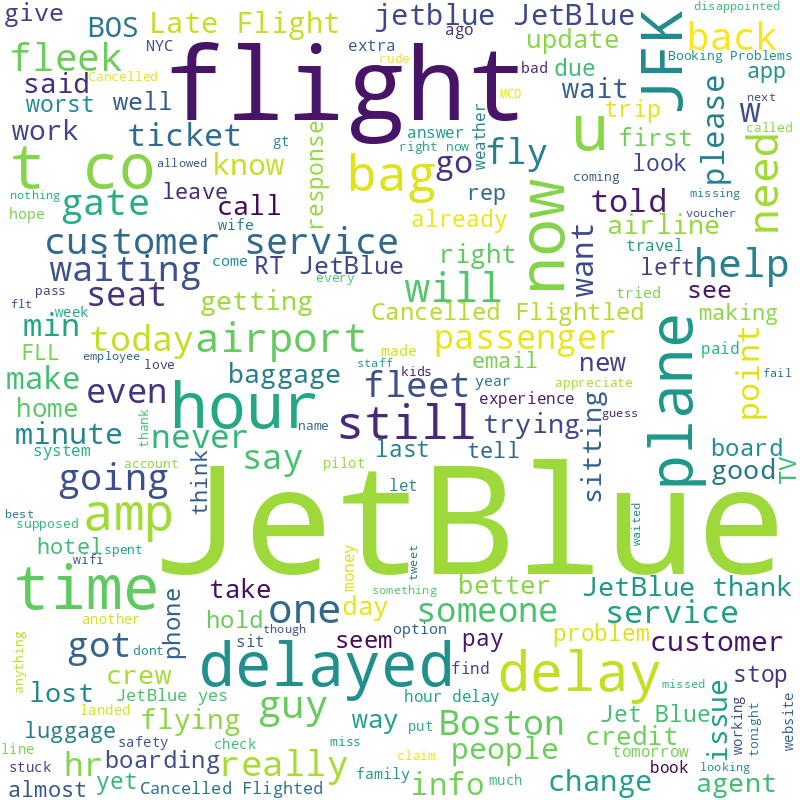 give
BOS
Late Flight
jetblue JetBlue
disappointed
fleek
NYC
extra
ago
update
back
said
Cancelled
flight
rude
bad
due
JFK
Booking Problems
app
worst
well
MCO
wait
w
next
work
ticket
gt
answer
weather
u
trip
first
please
called
t co
allowed
know
response
right now
bag
go
fly
coming
look
need
nothing
gate
leave
call
rep
now
told
missing
hope
wife
already
airline
voucher
customer service
come
RT JetBlue
right
want
travel
left
help
waiting
every
will
tried
see
pass
seat
getting
Cancelled Flightled
making
flt
week
min
today
airport
passenger
plane
paid
point
FLL
employee
love
made
staff
email
new
fail
make
even
baggage
kids
fleet
year
experience
appreciate
home
hour
name
still
trying
guess
sitting
minute
thank
never
last
tell
board
system
say
good
TV
going
account
think
pilot
let
best
amp
JetBlue
waited
supposed
hotel
spent
wifi
money
tweet
time
take
one
day
something
better
JetBlue thank
another
phone
hold
though
someone
service
anything
got
dont
sit
seem
option
pay
problem
customer
crew
delayed
find
delay
stop
lost
JetBlue yes
guy
hour delay
missed
landed
flying
way
put
Boston
Jet Blue
issue
working
tonight
website
luggage
safety
check
miss
people
credit
line
claim
tomorrow
stuck
hr
boarding
really
family
much
book
looking
almost
yet
Cancelled Flighted
info
change
agent